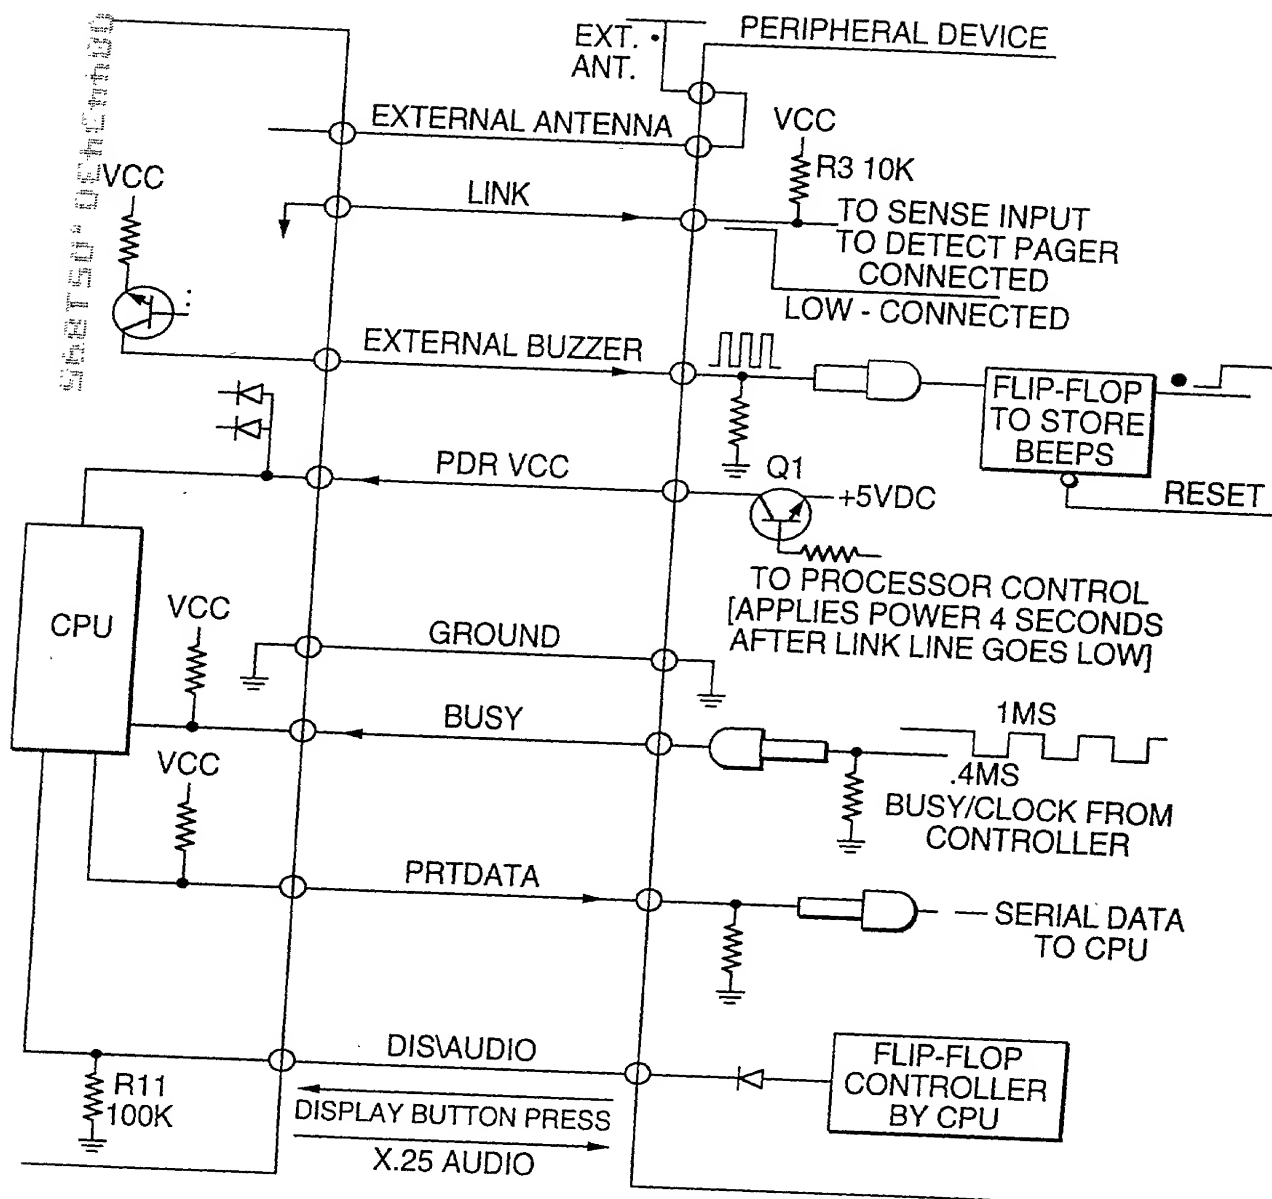 EXT.
ANT.
PERIPHERAL DEVICE
EXTERNAL ANTENNA
VCC
R3 10K
VCC
LINK
TO SENSE INPUT
TO DETECT PAGER
CONNECTED
LOW - CONNECTED
EXTERNAL BUZZER
FLIP-FLOP
TO STORE
BEEPS
RESET
PDR VCC
Q1
+5VDC
TO PROCESSOR CONTROL
[APPLIES POWER 4 SECONDS
AFTER LINK LINE GOES LOW]
CPU
VCC
GROUND
BUSY
1MS
.4MS
BUSY/CLOCK FROM
CONTROLLER
VCC
PRTDATA
SERIAL DATA
TO CPU
DIS\AUDIO
FLIP-FLOP
CONTROLLER
BY CPU
R11
100K
DISPLAY BUTTON PRESS
X.25 AUDIO